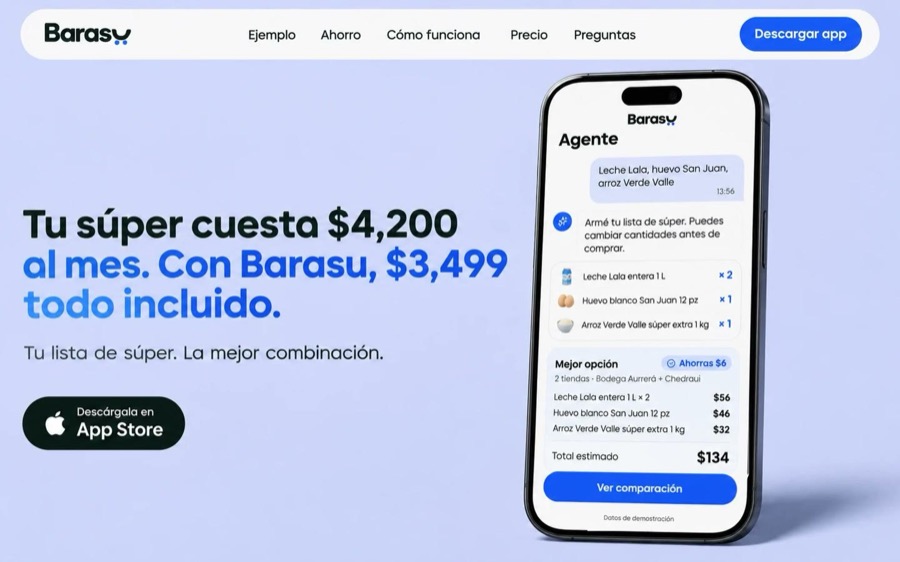 Barasu
Ejemplo
Ahorro
Cómo funciona
Precio
Preguntas
Descargar app
Tu súper cuesta $4,200
al mes. Con Barasu, $3,499
todo incluido.
Tu lista de súper. La mejor combinación.
Descárgala en
App Store
Barasu
Agente
Leche Lala, huevo San Juan,
arroz Verde Valle
13:56
Armé tu lista de súper. Puedes
cambiar cantidades antes de
comprar.
Leche Lala entera 1 L × 2
Huevo blanco San Juan 12 pz × 1
Arroz Verde Valle súper extra 1 kg × 1
Mejor opción Ahorras $6
2 tiendas · Bodega Aurrerá + Chedraui
Leche Lala entera 1 L × 2 $56
Huevo blanco San Juan 12 pz $46
Arroz Verde Valle súper extra 1 kg $32
Total estimado $134
Ver comparación
Datos de demostración